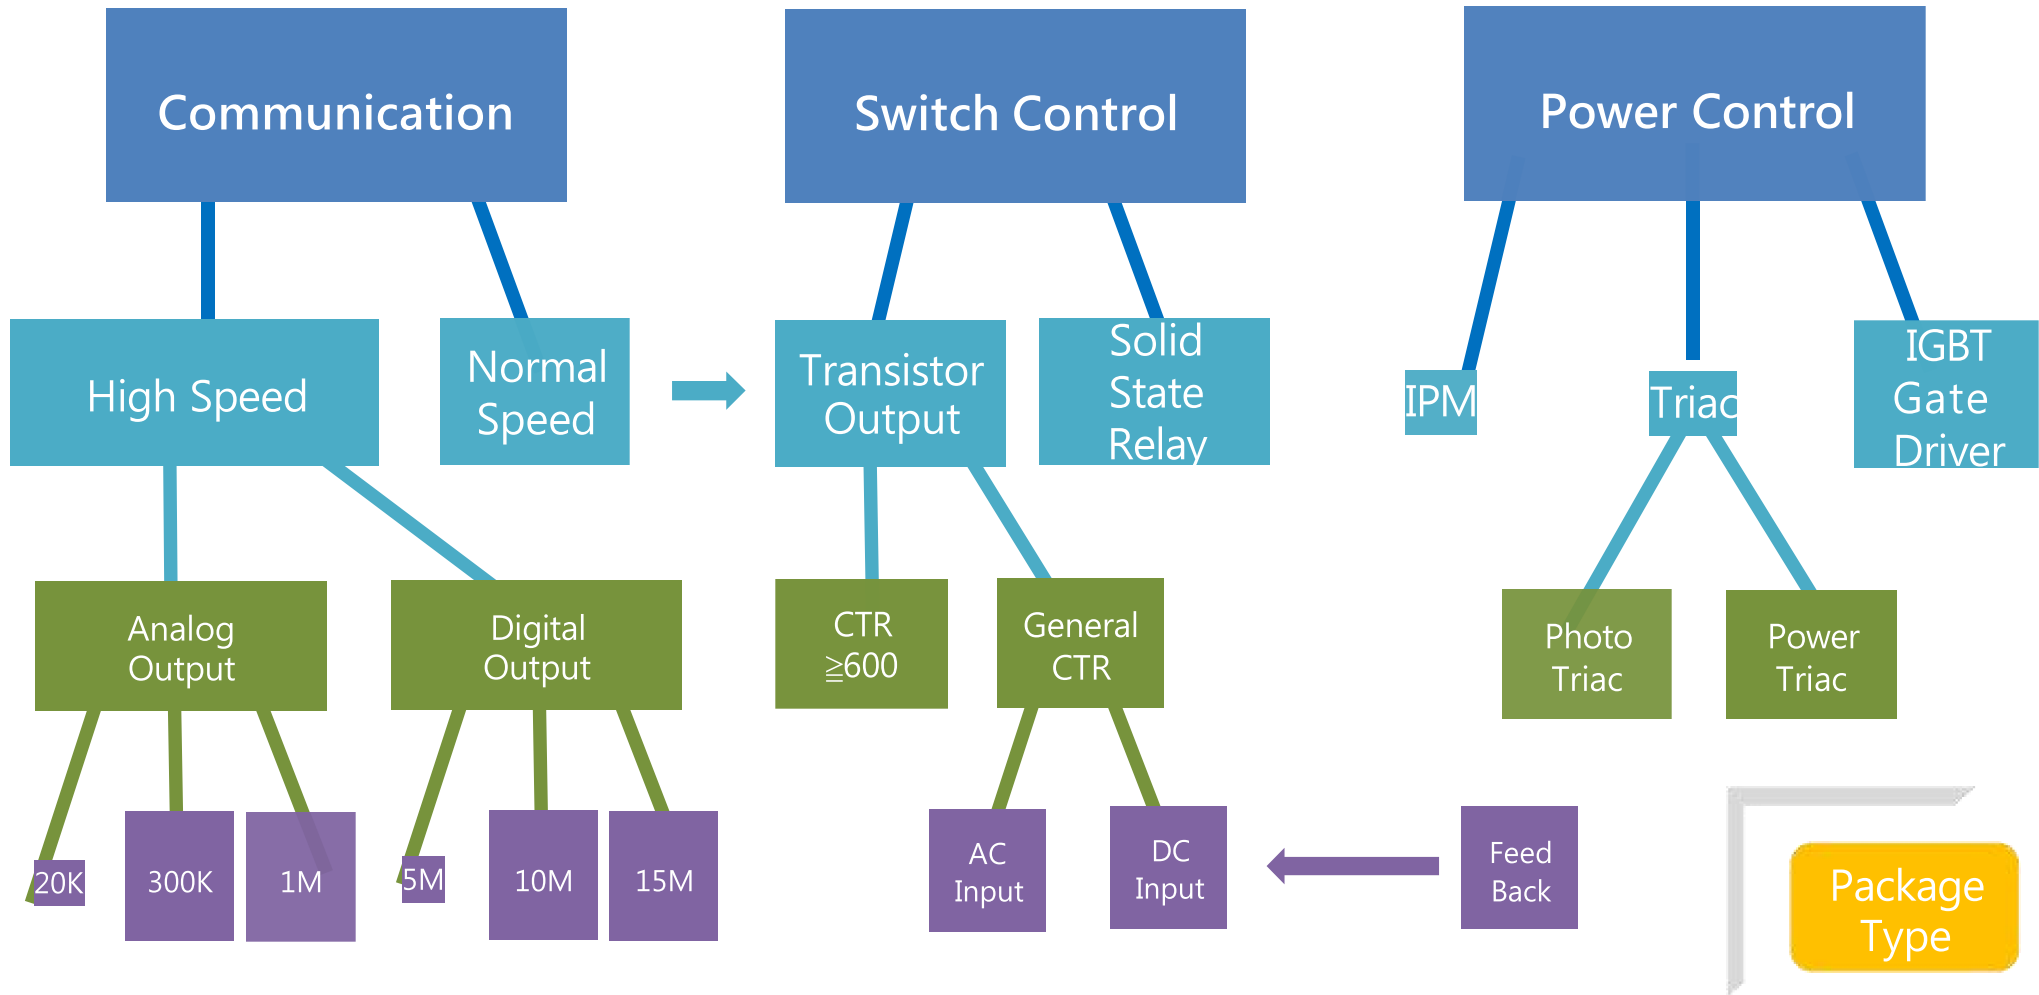 Communication
Switch Control
Power Control
High Speed
Normal
Speed
Transistor
Output
Solid
State
Relay
IPM
Triac
IGBT
Gate
Driver
Analog
Output
Digital
Output
CTR
≧600
General
CTR
Photo
Triac
Power
Triac
20K
300K
1M
5M
10M
15M
AC
Input
DC
Input
Feed
Back
Package
Type